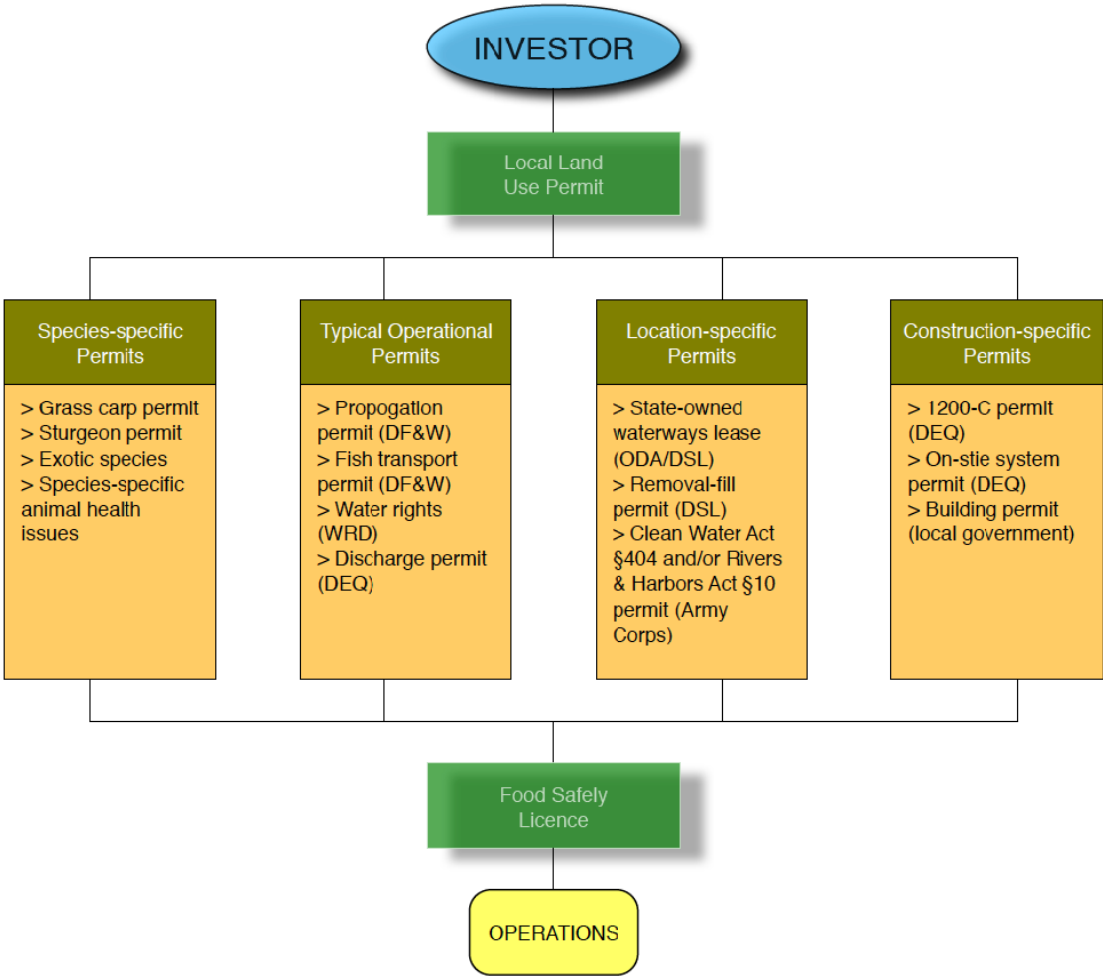 INVESTOR
Local Land
Use Permit
Species-specific
Permits
> Grass carp permit
> Sturgeon permit
> Exotic species
> Species-specific
animal health
issues
Typical Operational
Permits
> Propogation
permit (DF&W)
> Fish transport
permit (DF&W)
> Water rights
(WRD)
> Discharge permit
(DEQ)
Location-specific
Permits
> State-owned
waterways lease
(ODA/DSL)
> Removal-fill
permit (DSL)
> Clean Water Act
§404 and/or Rivers
& Harbors Act §10
permit (Army
Corps)
Construction-specific
Permits
> 1200-C permit
(DEQ)
> On-stie system
permit (DEQ)
> Building permit
(local government)
Food Safely
Licence
OPERATIONS